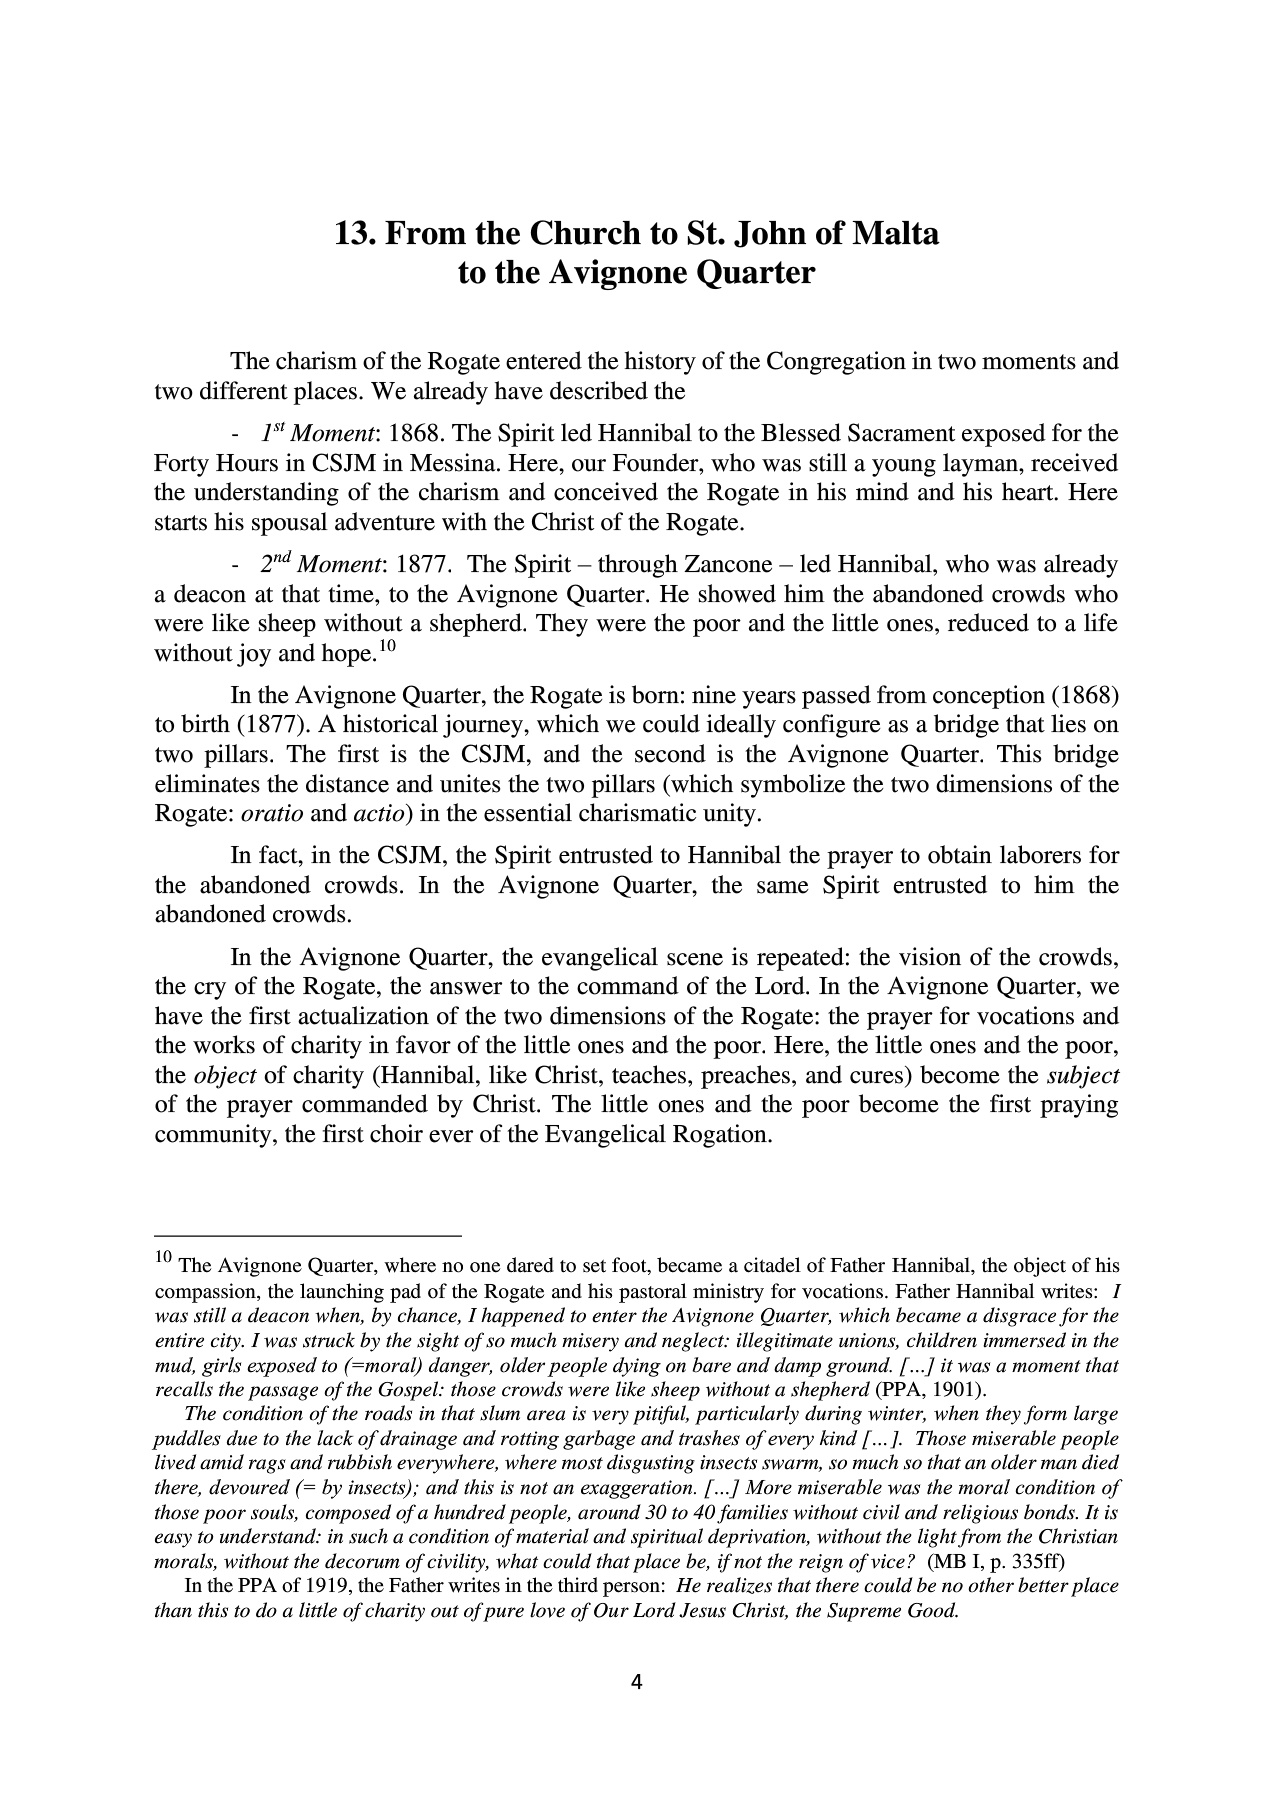 13. From the Church to St. John of Malta
to the Avignone Quarter
The charism of the Rogate entered the history of the Congregation in two moments and
two different places. We already have described the
- 1st Moment: 1868. The Spirit led Hannibal to the Blessed Sacrament exposed for the
Forty Hours in CSJM in Messina. Here, our Founder, who was still a young layman, received
the understanding of the charism and conceived the Rogate in his mind and his heart. Here
starts his spousal adventure with the Christ of the Rogate.
- 2nd Moment: 1877. The Spirit – through Zancone – led Hannibal, who was already
a deacon at that time, to the Avignone Quarter. He showed him the abandoned crowds who
were like sheep without a shepherd. They were the poor and the little ones, reduced to a life
without joy and hope.10
In the Avignone Quarter, the Rogate is born: nine years passed from conception (1868)
to birth (1877). A historical journey, which we could ideally configure as a bridge that lies on
two pillars. The first is the CSJM, and the second is the Avignone Quarter. This bridge
eliminates the distance and unites the two pillars (which symbolize the two dimensions of the
Rogate: oratio and actio) in the essential charismatic unity.
In fact, in the CSJM, the Spirit entrusted to Hannibal the prayer to obtain laborers for
the abandoned crowds. In the Avignone Quarter, the same Spirit entrusted to him the
abandoned crowds.
In the Avignone Quarter, the evangelical scene is repeated: the vision of the crowds,
the cry of the Rogate, the answer to the command of the Lord. In the Avignone Quarter, we
have the first actualization of the two dimensions of the Rogate: the prayer for vocations and
the works of charity in favor of the little ones and the poor. Here, the little ones and the poor,
the object of charity (Hannibal, like Christ, teaches, preaches, and cures) become the subject
of the prayer commanded by Christ. The little ones and the poor become the first praying
community, the first choir ever of the Evangelical Rogation.
10 The Avignone Quarter, where no one dared to set foot, became a citadel of Father Hannibal, the object of his
compassion, the launching pad of the Rogate and his pastoral ministry for vocations. Father Hannibal writes: I
was still a deacon when, by chance, I happened to enter the Avignone Quarter, which became a disgrace for the
entire city. I was struck by the sight of so much misery and neglect: illegitimate unions, children immersed in the
mud, girls exposed to (=moral) danger, older people dying on bare and damp ground. [...] it was a moment that
recalls the passage of the Gospel: those crowds were like sheep without a shepherd (PPA, 1901).
The condition of the roads in that slum area is very pitiful, particularly during winter, when they form large
puddles due to the lack of drainage and rotting garbage and trashes of every kind [...]. Those miserable people
lived amid rags and rubbish everywhere, where most disgusting insects swarm, so much so that an older man died
there, devoured (= by insects); and this is not an exaggeration. [...] More miserable was the moral condition of
those poor souls, composed of a hundred people, around 30 to 40 families without civil and religious bonds. It is
easy to understand: in such a condition of material and spiritual deprivation, without the light from the Christian
morals, without the decorum of civility, what could that place be, if not the reign of vice? (MB I, p. 335ff)
In the PPA of 1919, the Father writes in the third person: He realizes that there could be no other better place
than this to do a little of charity out of pure love of Our Lord Jesus Christ, the Supreme Good.
4